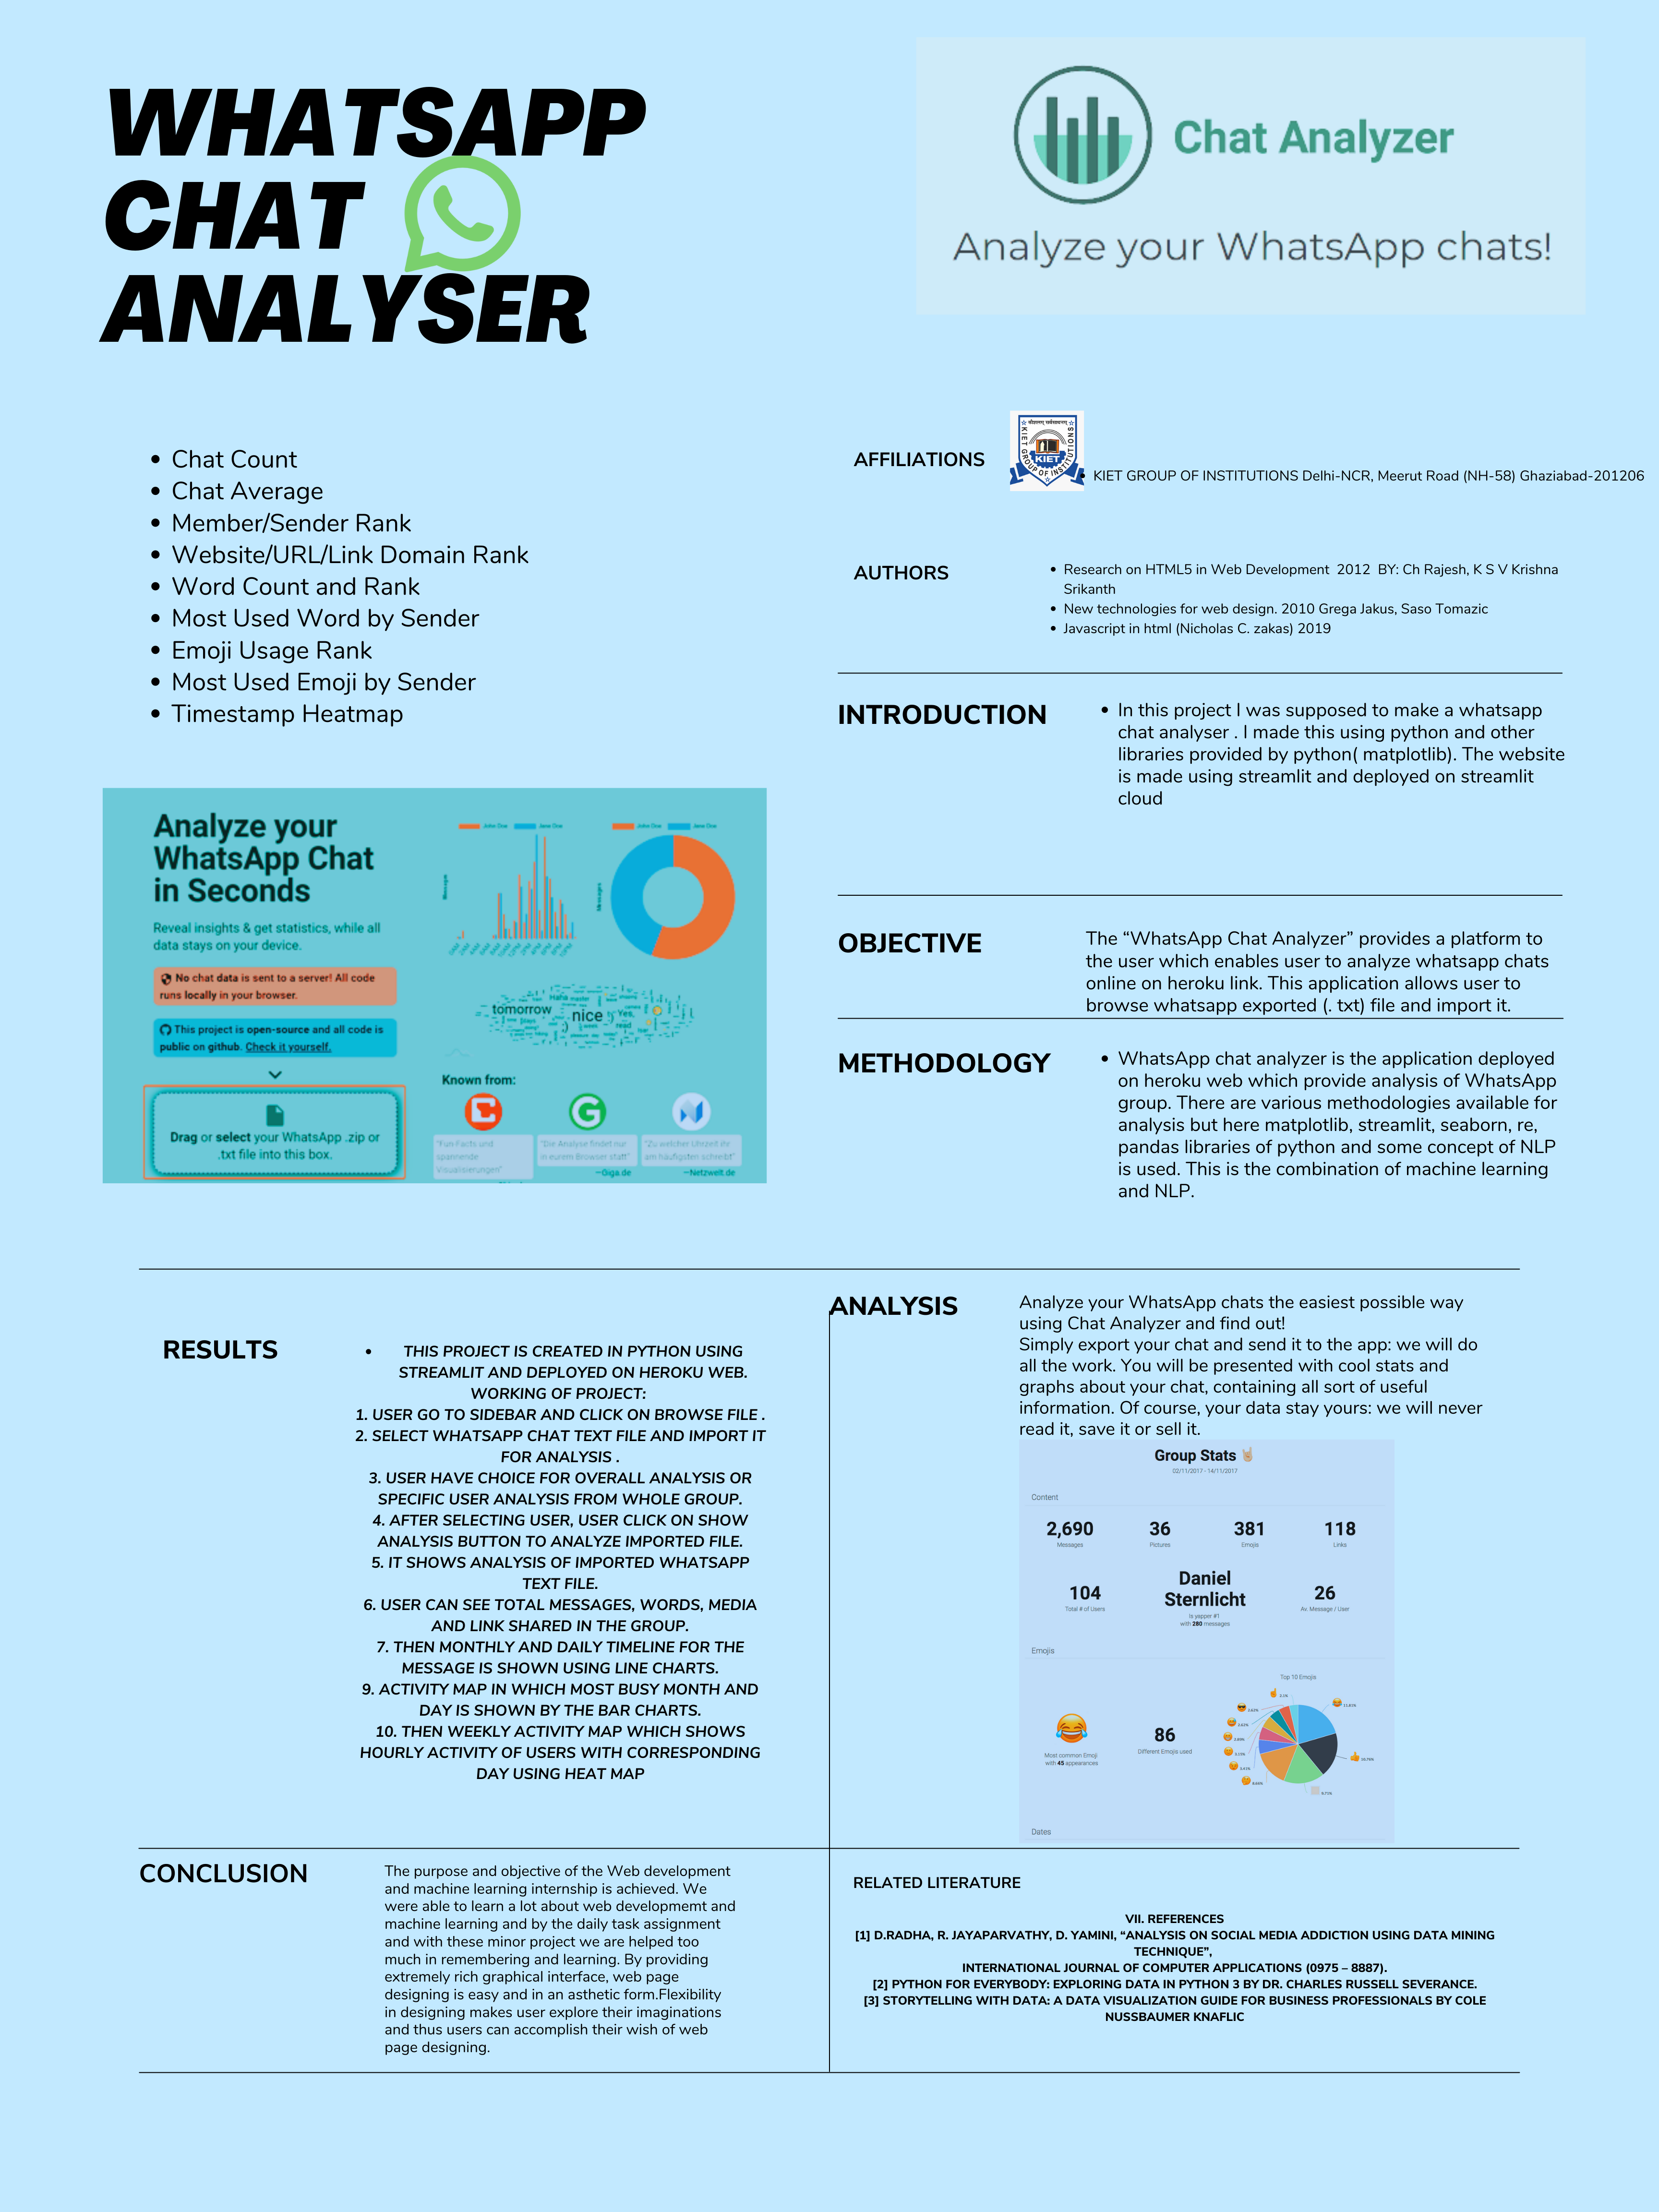 WHATSAPP
CHAT
ANALYSER
Chat Analyzer
Analyze your WhatsApp chats!
• Chat Count
• Chat Average
• Member/Sender Rank
• Website/URL/Link Domain Rank
• Word Count and Rank
• Most Used Word by Sender
• Emoji Usage Rank
• Most Used Emoji by Sender
• Timestamp Heatmap
AFFILIATIONS
KIET
GROUP OF INSTITUTIONS
• KIET GROUP OF INSTITUTIONS Delhi-NCR, Meerut Road (NH-58) Ghaziabad-201206
AUTHORS
• Research on HTML5 in Web Development 2012 BY: Ch Rajesh, K S V Krishna
Srikanth
• New technologies for web design. 2010 Grega Jakus, Saso Tomazic
• Javascript in html (Nicholas C. zakas) 2019
INTRODUCTION
• In this project I was supposed to make a whatsapp
chat analyser . I made this using python and other
libraries provided by python( matplotlib). The website
is made using streamlit and deployed on streamlit
cloud
Analyze your
WhatsApp Chat
in Seconds
Reveal insights & get statistics, while all
data stays on your device.
No chat data is sent to a server! All code
runs locally in your browser.
This project is open-source and all code is
public on github. Check it yourself.
Drag or select your WhatsApp .zip or
.txt file into this box.
John Doe Jane Doe
John Doe Jane Doe
Messages
Messages
tomorrow
nice
Haha
Yes,
read
Known from:
"Fun-Facts und
spannende
Visualisierungen"
"Die Analyse findet nur
in eurem Browser statt"
—Giga.de
"Zu welcher Uhrzeit ihr
am häufigsten schreibt"
—Netzwelt.de
OBJECTIVE
The “WhatsApp Chat Analyzer” provides a platform to
the user which enables user to analyze whatsapp chats
online on heroku link. This application allows user to
browse whatsapp exported (. txt) file and import it.
METHODOLOGY
• WhatsApp chat analyzer is the application deployed
on heroku web which provide analysis of WhatsApp
group. There are various methodologies available for
analysis but here matplotlib, streamlit, seaborn, re,
pandas libraries of python and some concept of NLP
is used. This is the combination of machine learning
and NLP.
RESULTS
• THIS PROJECT IS CREATED IN PYTHON USING
STREAMLIT AND DEPLOYED ON HEROKU WEB.
WORKING OF PROJECT:
1. USER GO TO SIDEBAR AND CLICK ON BROWSE FILE .
2. SELECT WHATSAPP CHAT TEXT FILE AND IMPORT IT
FOR ANALYSIS .
3. USER HAVE CHOICE FOR OVERALL ANALYSIS OR
SPECIFIC USER ANALYSIS FROM WHOLE GROUP.
4. AFTER SELECTING USER, USER CLICK ON SHOW
ANALYSIS BUTTON TO ANALYZE IMPORTED FILE.
5. IT SHOWS ANALYSIS OF IMPORTED WHATSAPP
TEXT FILE.
6. USER CAN SEE TOTAL MESSAGES, WORDS, MEDIA
AND LINK SHARED IN THE GROUP.
7. THEN MONTHLY AND DAILY TIMELINE FOR THE
MESSAGE IS SHOWN USING LINE CHARTS.
9. ACTIVITY MAP IN WHICH MOST BUSY MONTH AND
DAY IS SHOWN BY THE BAR CHARTS.
10. THEN WEEKLY ACTIVITY MAP WHICH SHOWS
HOURLY ACTIVITY OF USERS WITH CORRESPONDING
DAY USING HEAT MAP
ANALYSIS
Analyze your WhatsApp chats the easiest possible way
using Chat Analyzer and find out!
Simply export your chat and send it to the app: we will do
all the work. You will be presented with cool stats and
graphs about your chat, containing all sort of useful
information. Of course, your data stay yours: we will never
read it, save it or sell it.
Group Stats 🤘🏼
02/11/2017 - 14/11/2017
Content
2,690 36 381 118
Messages Pictures Emojis Links
104 Daniel Sternlicht 26
Total # of Users Is yapper #1 Av. Message / User
with 280 messages
Emojis
Top 10 Emojis
86
Most common Emoji Different Emojis used
with 45 appearances
Dates
CONCLUSION
The purpose and objective of the Web development
and machine learning internship is achieved. We
were able to learn a lot about web developmemt and
machine learning and by the daily task assignment
and with these minor project we are helped too
much in remembering and learning. By providing
extremely rich graphical interface, web page
designing is easy and in an asthetic form.Flexibility
in designing makes user explore their imaginations
and thus users can accomplish their wish of web
page designing.
RELATED LITERATURE
VII. REFERENCES
[1] D.RADHA, R. JAYAPARVATHY, D. YAMINI, “ANALYSIS ON SOCIAL MEDIA ADDICTION USING DATA MINING
TECHNIQUE”,
INTERNATIONAL JOURNAL OF COMPUTER APPLICATIONS (0975 – 8887).
[2] PYTHON FOR EVERYBODY: EXPLORING DATA IN PYTHON 3 BY DR. CHARLES RUSSELL SEVERANCE.
[3] STORYTELLING WITH DATA: A DATA VISUALIZATION GUIDE FOR BUSINESS PROFESSIONALS BY COLE
NUSSBAUMER KNAFLIC